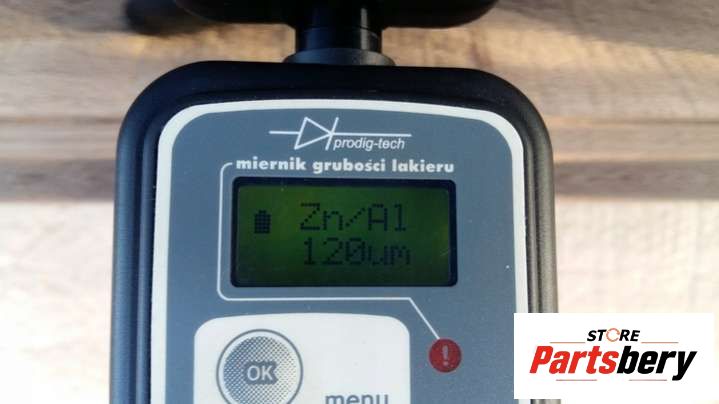 prodig-tech
miernik grubości lakieru
Zn/Al
120um
!
OK
menu
STORE
Partsbery